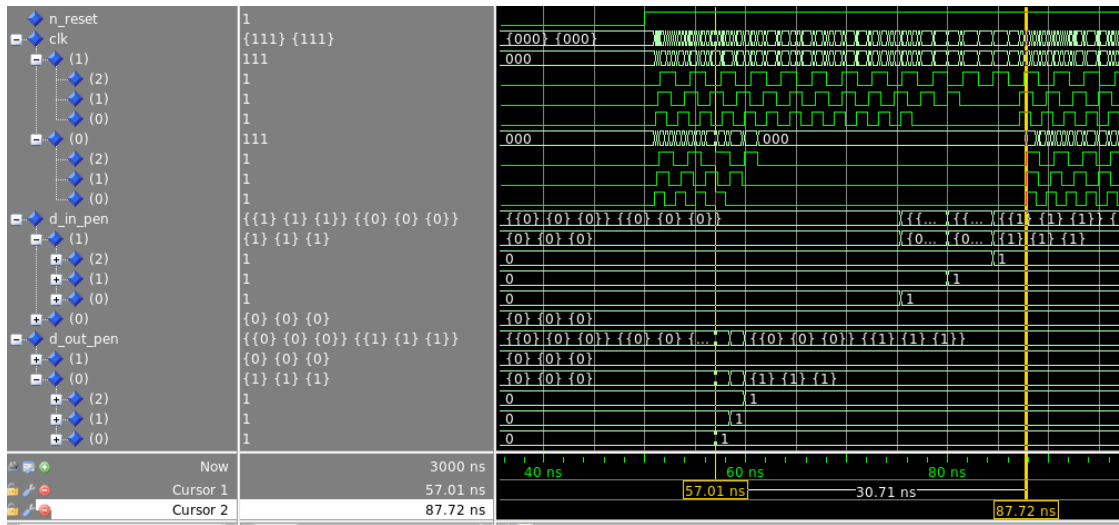 n_reset 1
clk {111} {111} {000} {000}
(1) 111 000
(2) 1
(1) 1
(0) 1
(0) 111 000 000
(2) 1
(1) 1
(0) 1
d_in_pen {{1} {1} {1}} {{0} {0} {0}} {{0} {0} {0}} {{0} {0} {0}} {{... {{... {{1} {1} {1}} {
(1) {1} {1} {1} {0} {0} {0} {0... {0... {1} {1} {1}
(2) 1 0 1
(1) 1 0 1
(0) 1 0 1
(0) {0} {0} {0} {0} {0} {0}
d_out_pen {{0} {0} {0}} {{1} {1} {1}} {{0} {0} {0}} {{0} {0} {... {{0} {0} {0}} {{1} {1} {1}}
(1) {0} {0} {0} {0} {0} {0}
(0) {1} {1} {1} {0} {0} {0} {1} {1} {1}
(2) 1 0 1
(1) 1 0 1
(0) 1 0 1
Now 3000 ns 40 ns 60 ns 80 ns
Cursor 1 57.01 ns 57.01 ns 30.71 ns
Cursor 2 87.72 ns 87.72 ns